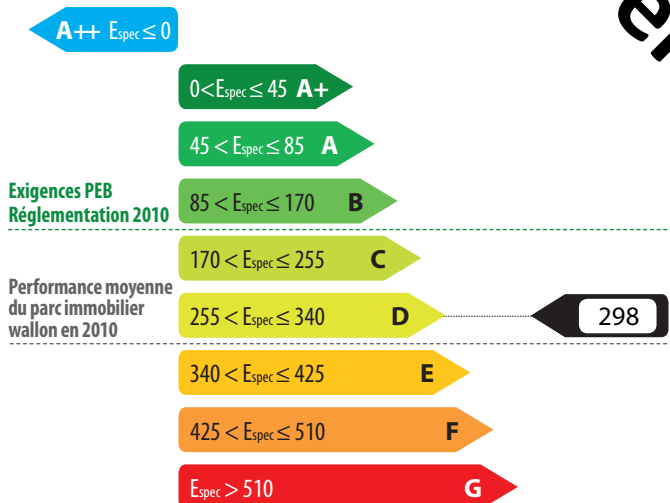 A++ Espec ≤ 0
0<Espec ≤ 45 A+
45 < Espec ≤ 85 A
Exigences PEB
Réglementation 2010
85 < Espec ≤ 170 B
170 < Espec ≤ 255 C
Performance moyenne
du parc immobilier
wallon en 2010
255 < Espec ≤ 340 D
298
340 < Espec ≤ 425 E
425 < Espec ≤ 510 F
Espec > 510 G